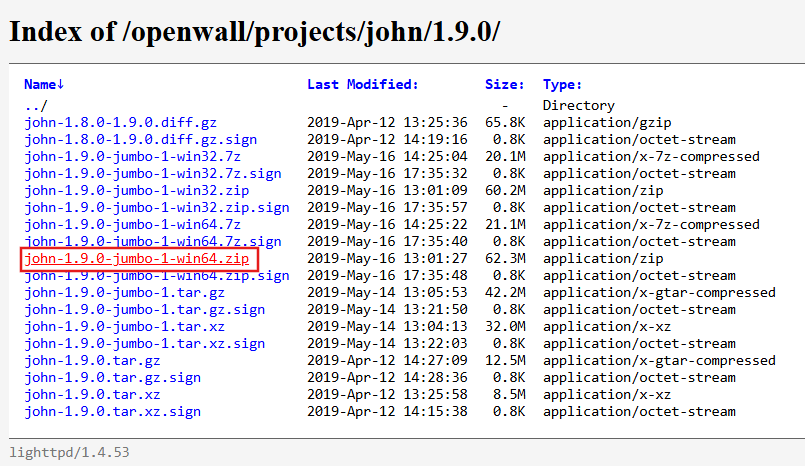 Index of /openwall/projects/john/1.9.0/
Name↓ Last Modified: Size: Type:
../ - Directory
john-1.8.0-1.9.0.diff.gz 2019-Apr-12 13:25:36 65.8K application/gzip
john-1.8.0-1.9.0.diff.gz.sign 2019-Apr-12 14:19:16 0.8K application/octet-stream
john-1.9.0-jumbo-1-win32.7z 2019-May-16 14:25:04 20.1M application/x-7z-compressed
john-1.9.0-jumbo-1-win32.7z.sign 2019-May-16 17:35:32 0.8K application/octet-stream
john-1.9.0-jumbo-1-win32.zip 2019-May-16 13:01:09 60.2M application/zip
john-1.9.0-jumbo-1-win32.zip.sign 2019-May-16 17:35:57 0.8K application/octet-stream
john-1.9.0-jumbo-1-win64.7z 2019-May-16 14:25:22 21.1M application/x-7z-compressed
john-1.9.0-jumbo-1-win64.7z.sign 2019-May-16 17:35:40 0.8K application/octet-stream
john-1.9.0-jumbo-1-win64.zip 2019-May-16 13:01:27 62.3M application/zip
john-1.9.0-jumbo-1-win64.zip.sign 2019-May-16 17:35:48 0.8K application/octet-stream
john-1.9.0-jumbo-1.tar.gz 2019-May-14 13:05:53 42.2M application/x-gtar-compressed
john-1.9.0-jumbo-1.tar.gz.sign 2019-May-14 13:21:50 0.8K application/octet-stream
john-1.9.0-jumbo-1.tar.xz 2019-May-14 13:04:13 32.0M application/x-xz
john-1.9.0-jumbo-1.tar.xz.sign 2019-May-14 13:22:03 0.8K application/octet-stream
john-1.9.0.tar.gz 2019-Apr-12 14:27:09 12.5M application/x-gtar-compressed
john-1.9.0.tar.gz.sign 2019-Apr-12 14:28:36 0.8K application/octet-stream
john-1.9.0.tar.xz 2019-Apr-12 13:25:58 8.5M application/x-xz
john-1.9.0.tar.xz.sign 2019-Apr-12 14:15:38 0.8K application/octet-stream
lighttpd/1.4.53